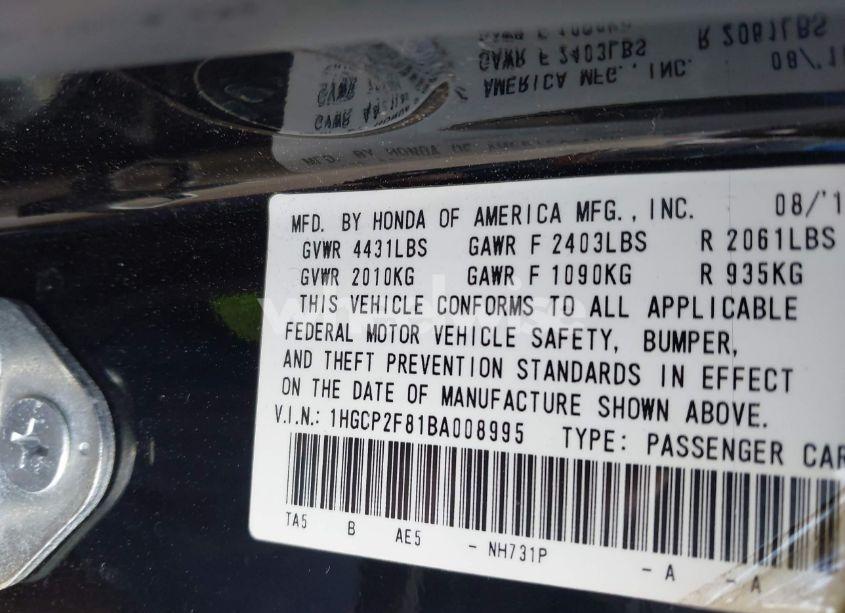 MFD. BY HONDA OF AMERICA MFG., INC. 08/'1
GVWR 4431LBS GAWR F 2403LBS R 2061LBS
GVWR 2010KG GAWR F 1090KG R 935KG
THIS VEHICLE CONFORMS TO ALL APPLICABLE
FEDERAL MOTOR VEHICLE SAFETY, BUMPER,
AND THEFT PREVENTION STANDARDS IN EFFECT
ON THE DATE OF MANUFACTURE SHOWN ABOVE.
V.I.N.: 1HGCP2F81BA008995 TYPE: PASSENGER CAR
TA5 B AE5 - NH731P - A - A